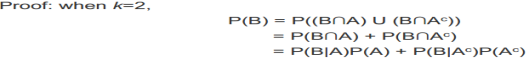 Proof: when k=2,
P(B) = P((B∩A) U (B∩Aᶜ))
= P(B∩A) + P(B∩Aᶜ)
= P(B|A)P(A) + P(B|Aᶜ)P(Aᶜ)